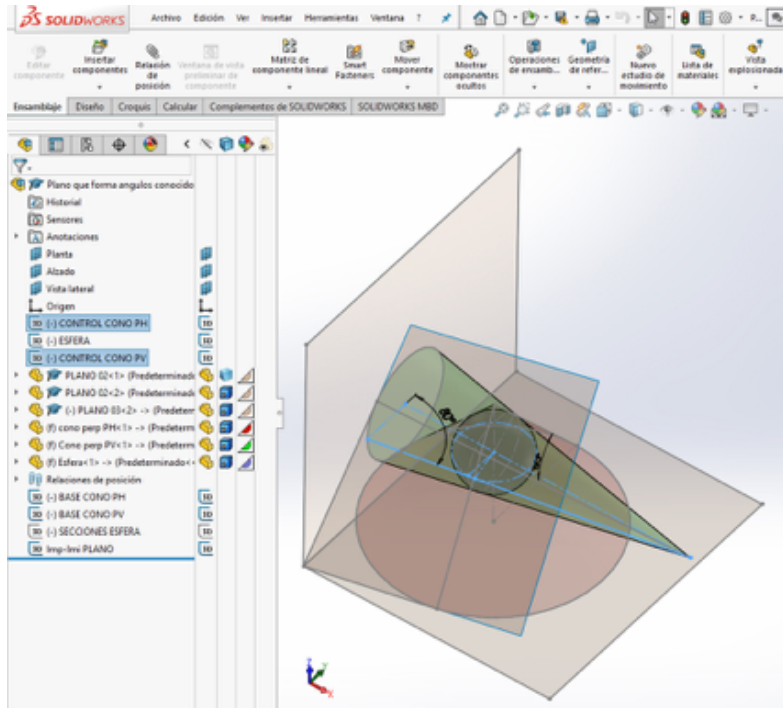 SOLIDWORKS Archivo Edición Ver Insertar Herramientas Ventana ?
Editar componente
Insertar componentes
Relación de posición
Ventana de vista preliminar de componente
Matriz de componente lineal
Smart Fasteners
Mover componente
Mostrar componentes ocultos
Operaciones de ensamb...
Geometría de refer...
Nuevo estudio de movimiento
Lista de materiales
Vista explosionada
Ensamblaje Diseño Croquis Calcular Complementos de SOLIDWORKS SOLIDWORKS MBD
Plano que forma angulos conocido
Historial
Sensores
Anotaciones
Planta
Alzado
Vista lateral
Origen
(-) CONTROL CONO PH
(-) ESFERA
(-) CONTROL CONO PV
PLANO 02<1> (Predeterminad
PLANO 02<2> (Predeterminad
(-) PLANO 03<2> -> (Predeterm
(f) cono perp PH<1> -> (Predeterm
(f) Cono perp PV<1> -> (Predeterm
(f) Esfera<1> -> (Predeterminado<
Relaciones de posición
(-) BASE CONO PH
(-) BASE CONO PV
(-) SECCIONES ESFERA
Imp-Imi PLANO